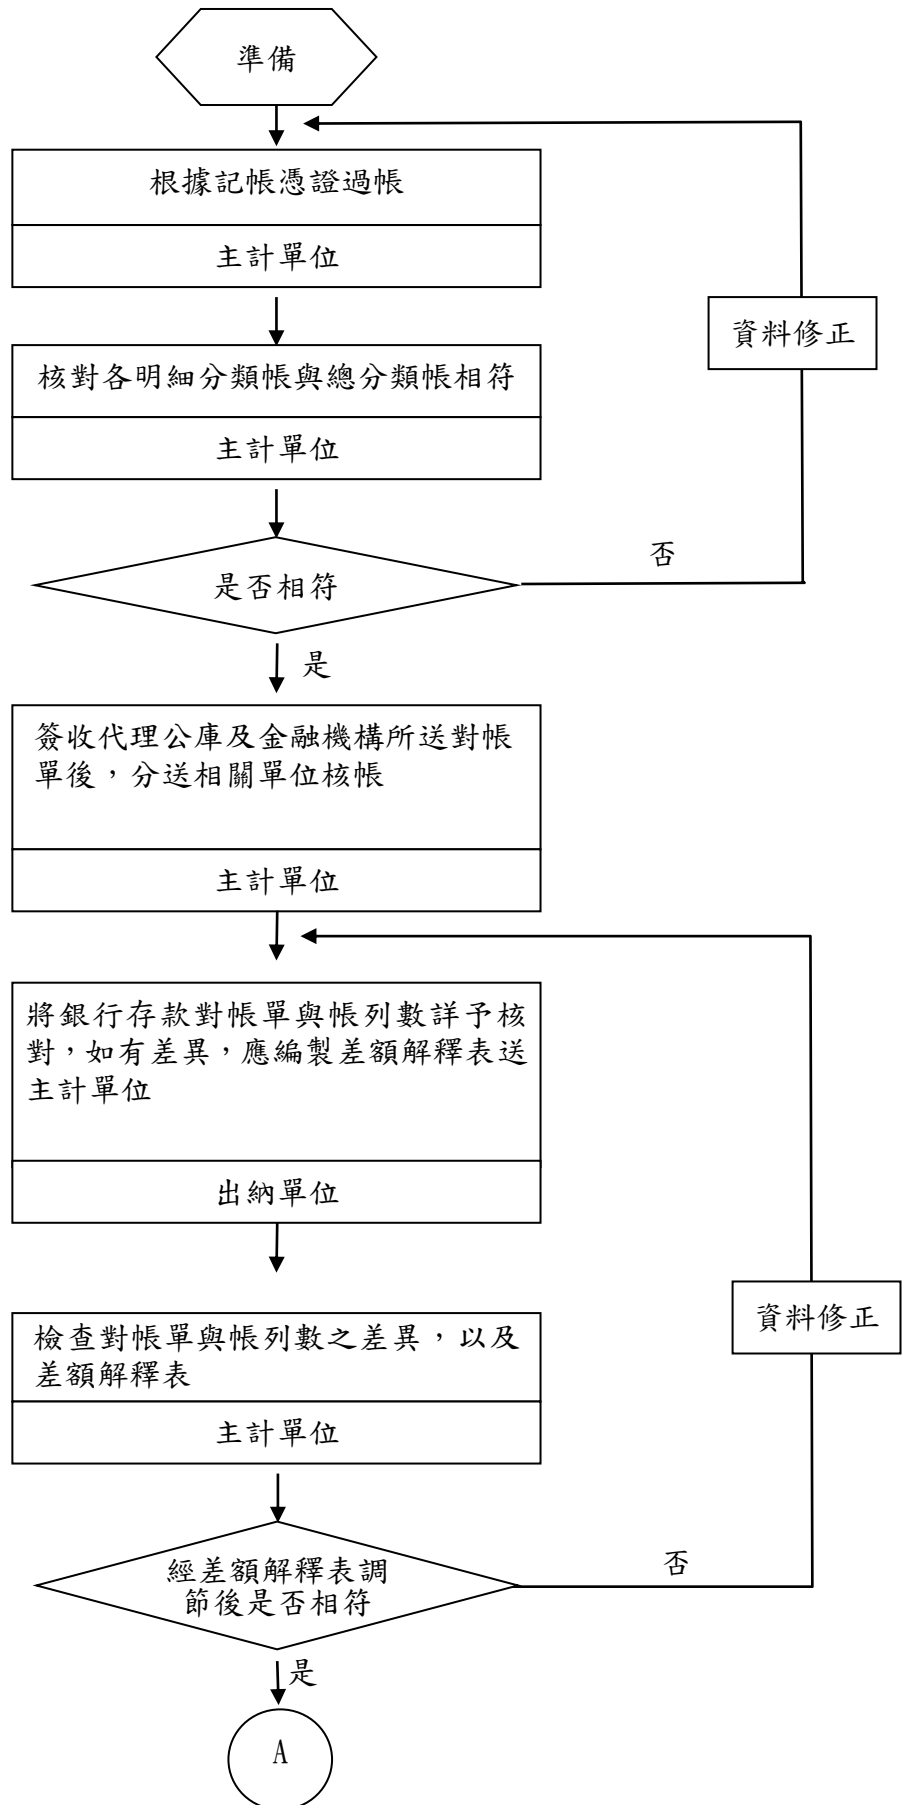 準備
根據記帳憑證過帳
主計單位
資料修正
核對各明細分類帳與總分類帳相符
主計單位
否
是否相符
是
簽收代理公庫及金融機構所送對帳
單後，分送相關單位核帳
主計單位
將銀行存款對帳單與帳列數詳予核
對，如有差異，應編製差額解釋表送
主計單位
出納單位
資料修正
檢查對帳單與帳列數之差異，以及
差額解釋表
主計單位
否
經差額解釋表調
節後是否相符
是
A